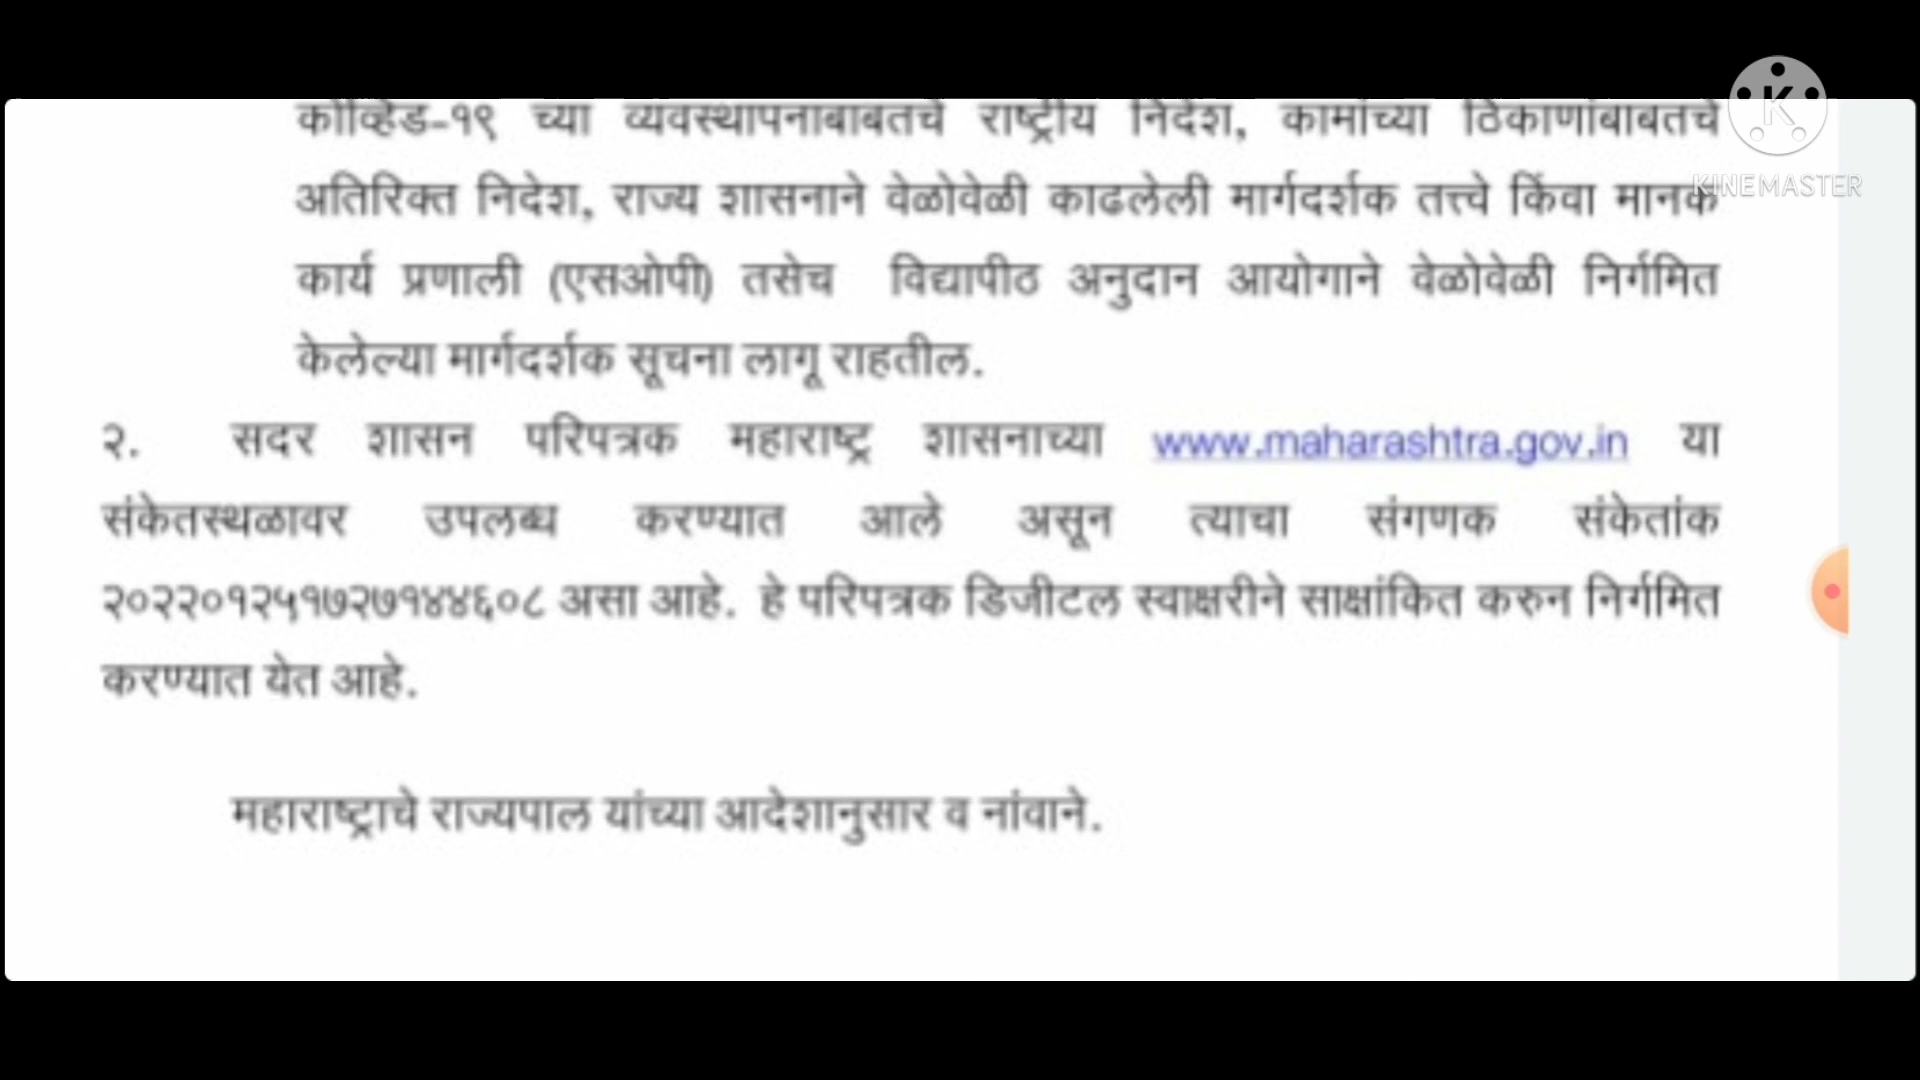 कोव्हिड-१९ च्या व्यवस्थापनाबाबतचे राष्ट्रीय निदेश, कामांच्या ठिकाणांबाबतचे
अतिरिक्त निदेश, राज्य शासनाने वेळोवेळी काढलेली मार्गदर्शक तत्त्वे किंवा मानक
कार्य प्रणाली (एसओपी) तसेच विद्यापीठ अनुदान आयोगाने वेळोवेळी निर्गमित
केलेल्या मार्गदर्शक सूचना लागू राहतील.
२. सदर शासन परिपत्रक महाराष्ट्र शासनाच्या www.maharashtra.gov.in या
संकेतस्थळावर उपलब्ध करण्यात आले असून त्याचा संगणक संकेतांक
२०२२०१२५१७२७१४४६०८ असा आहे. हे परिपत्रक डिजीटल स्वाक्षरीने साक्षांकित करुन निर्गमित
करण्यात येत आहे.
महाराष्ट्राचे राज्यपाल यांच्या आदेशानुसार व नांवाने.
K
KINEMASTER